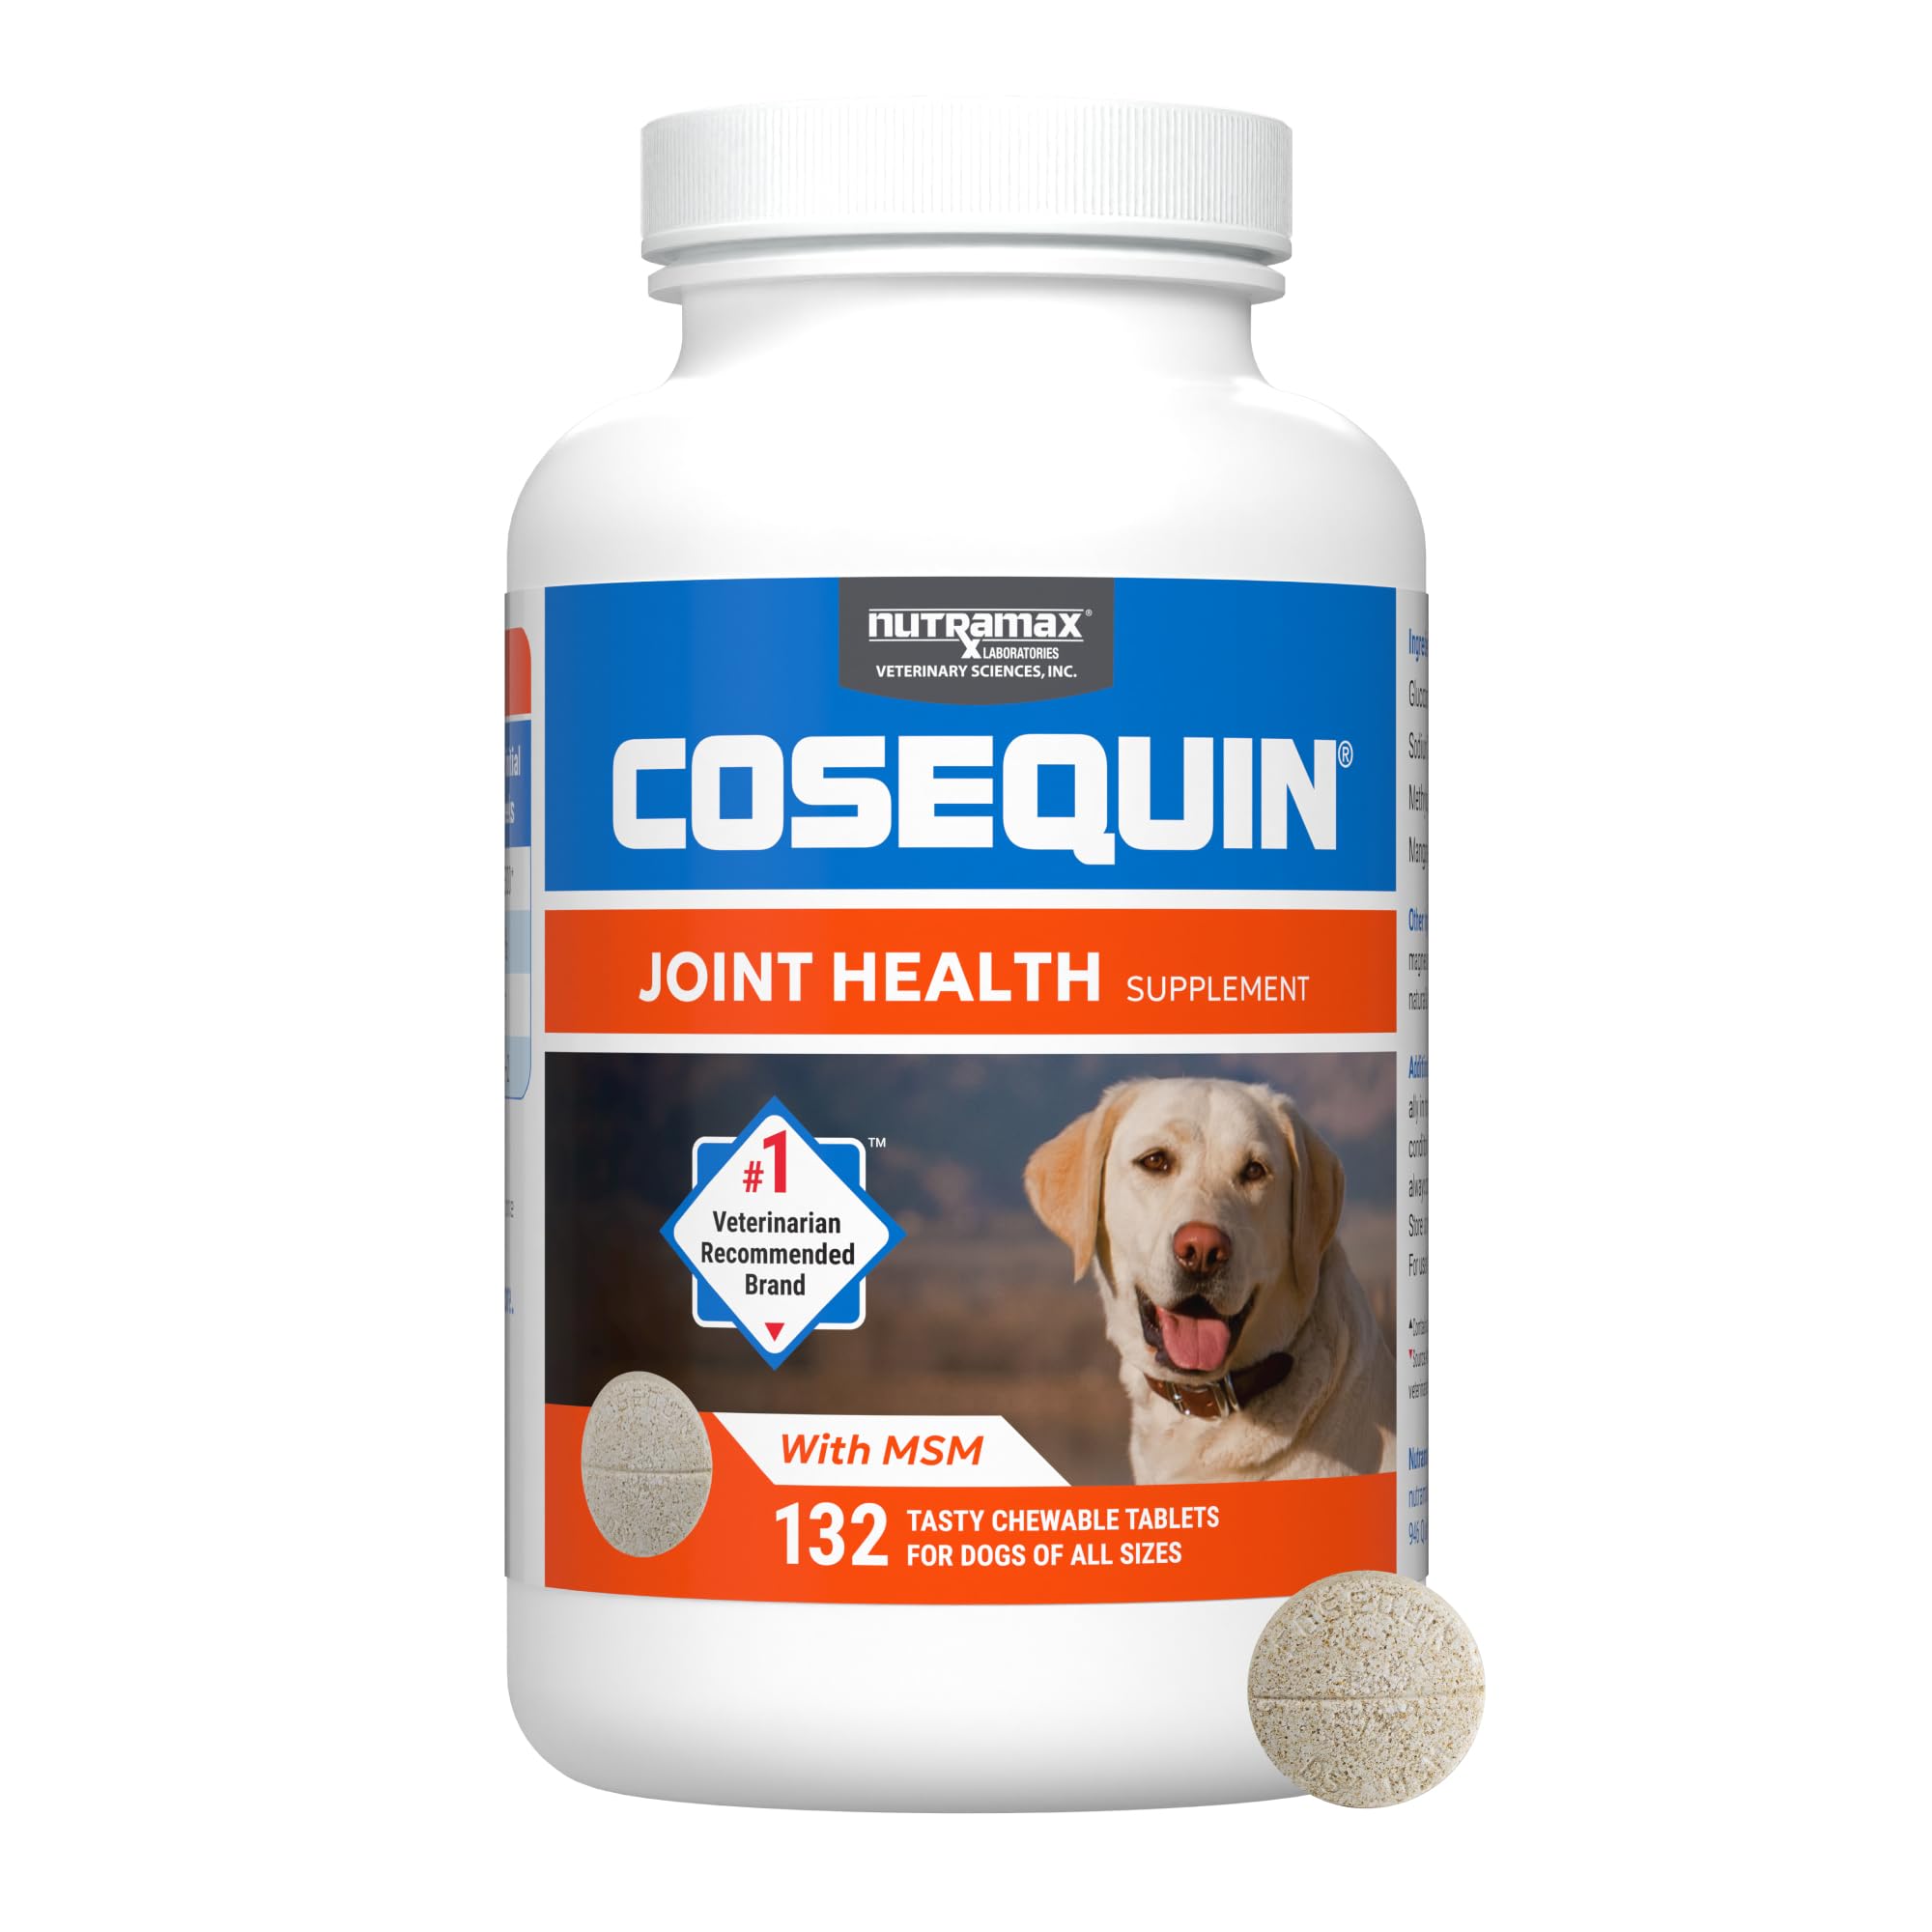 nutramax®
LABORATORIES
VETERINARY SCIENCES, INC.
COSEQUIN®
JOINT HEALTH SUPPLEMENT
#1
™
Veterinarian
Recommended
Brand
With MSM
132 TASTY CHEWABLE TABLETS
FOR DOGS OF ALL SIZES